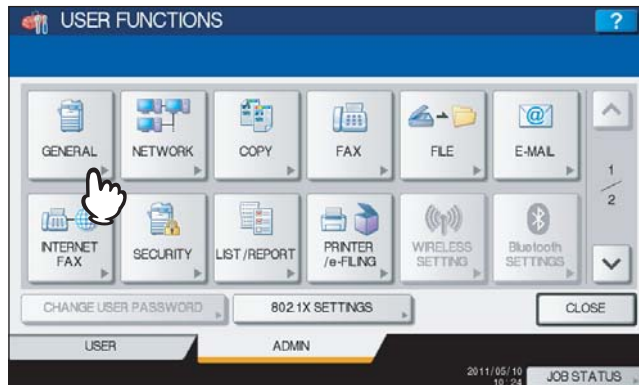 USER FUNCTIONS
?
GENERAL
NETWORK
COPY
FAX
FILE
E-MAIL
1
2
INTERNET
FAX
SECURITY
LIST/REPORT
PRINTER
/e-FILING
WIRELESS
SETTING
Bluetooth
SETTINGS
CHANGE USER PASSWORD
802.1X SETTINGS
CLOSE
USER
ADMIN
2011/05/10
10:24
JOB STATUS